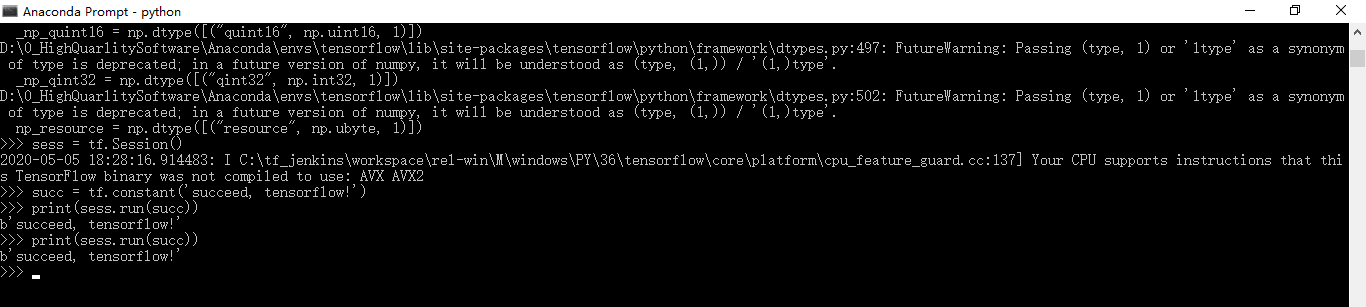 Anaconda Prompt - python
_np_quint16 = np.dtype([("quint16", np.uint16, 1)])
D:\0_HighQuarlitySoftware\Anaconda\envs\tensorflow\lib\site-packages\tensorflow\python\framework\dtypes.py:497: FutureWarning: Passing (type, 1) or '1type' as a synonym
of type is deprecated; in a future version of numpy, it will be understood as (type, (1,)) / '(1,)type'.
_np_qint32 = np.dtype([("qint32", np.int32, 1)])
D:\0_HighQuarlitySoftware\Anaconda\envs\tensorflow\lib\site-packages\tensorflow\python\framework\dtypes.py:502: FutureWarning: Passing (type, 1) or '1type' as a synonym
of type is deprecated; in a future version of numpy, it will be understood as (type, (1,)) / '(1,)type'.
np_resource = np.dtype([("resource", np.ubyte, 1)])
>>> sess = tf.Session()
2020-05-05 18:28:16.914483: I C:\tf_jenkins\workspace\rel-win\M\windows\PY\36\tensorflow\core\platform\cpu_feature_guard.cc:137] Your CPU supports instructions that thi
s TensorFlow binary was not compiled to use: AVX AVX2
>>> succ = tf.constant('succeed, tensorflow!')
>>> print(sess.run(succ))
b'succeed, tensorflow!'
>>> print(sess.run(succ))
b'succeed, tensorflow!'
>>>